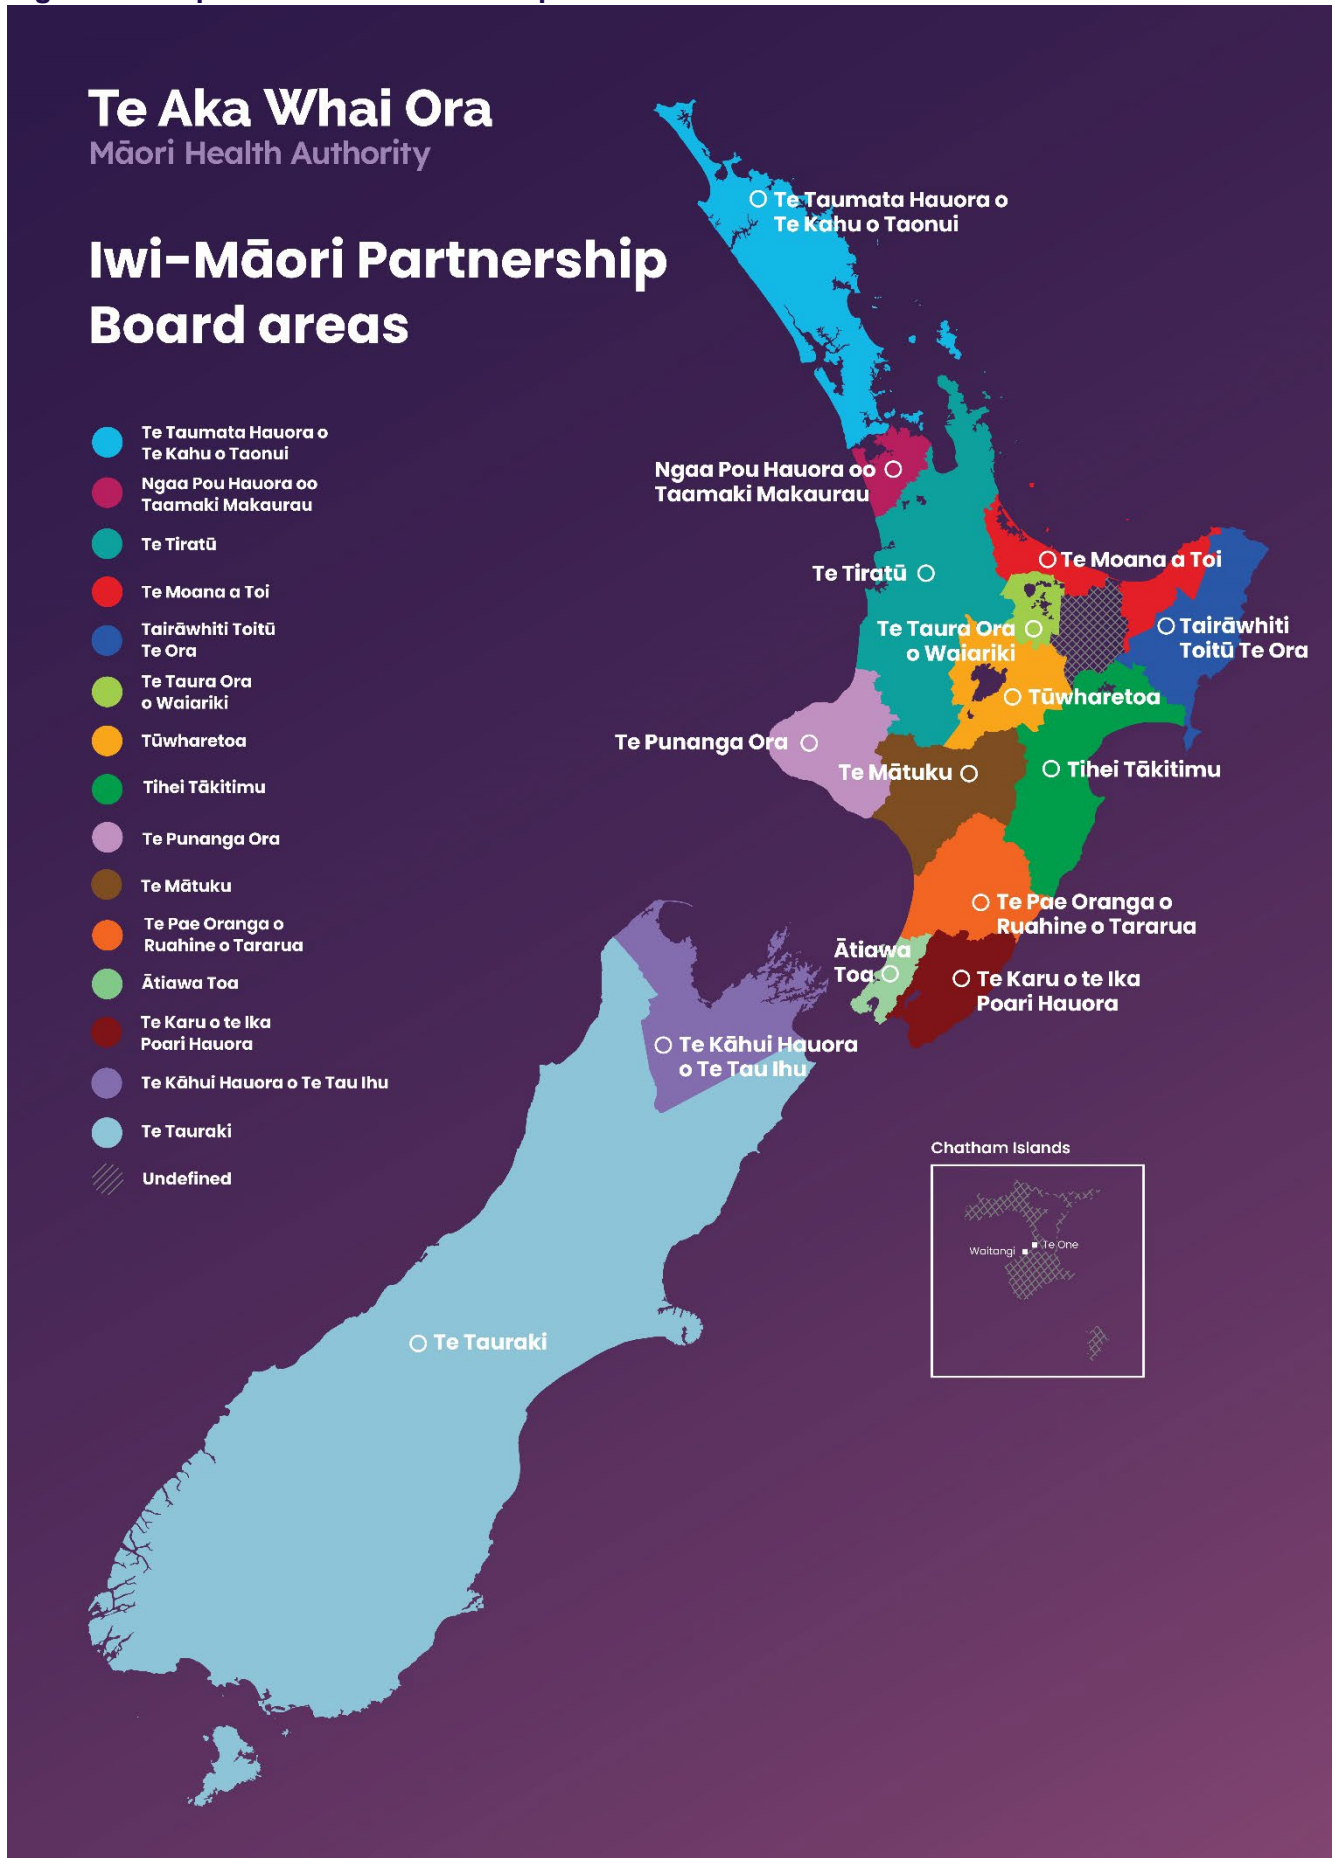 Te Aka Whai Ora
Māori Health Authority
Iwi-Māori Partnership
Board areas
Te Taumata Hauora o
Te Kahu o Taonui
Ngaa Pou Hauora oo
Taamaki Makaurau
Te Tiratū
Te Moana a Toi
Tairāwhiti Toitū
Te Ora
Te Taura Ora
o Waiariki
Tūwharetoa
Tihei Tākitimu
Te Punanga Ora
Te Mātuku
Te Pae Oranga o
Ruahine o Tararua
Ātiawa Toa
Te Karu o te Ika
Poari Hauora
Te Kāhui Hauora o Te Tau Ihu
Te Tauraki
Undefined
Te Taumata Hauora o
Te Kahu o Taonui
Ngaa Pou Hauora oo
Taamaki Makaurau
Te Moana a Toi
Te Tiratū
Te Taura Ora
o Waiariki
Tairāwhiti
Toitū Te Ora
Tūwharetoa
Te Punanga Ora
Te Mātuku
Tihei Tākitimu
Te Pae Oranga o
Ruahine o Tararua
Ātiawa
Toa
Te Karu o te Ika
Poari Hauora
Te Kāhui Hauora
o Te Tau Ihu
Te Tauraki
Chatham Islands
Te One
Waitangi